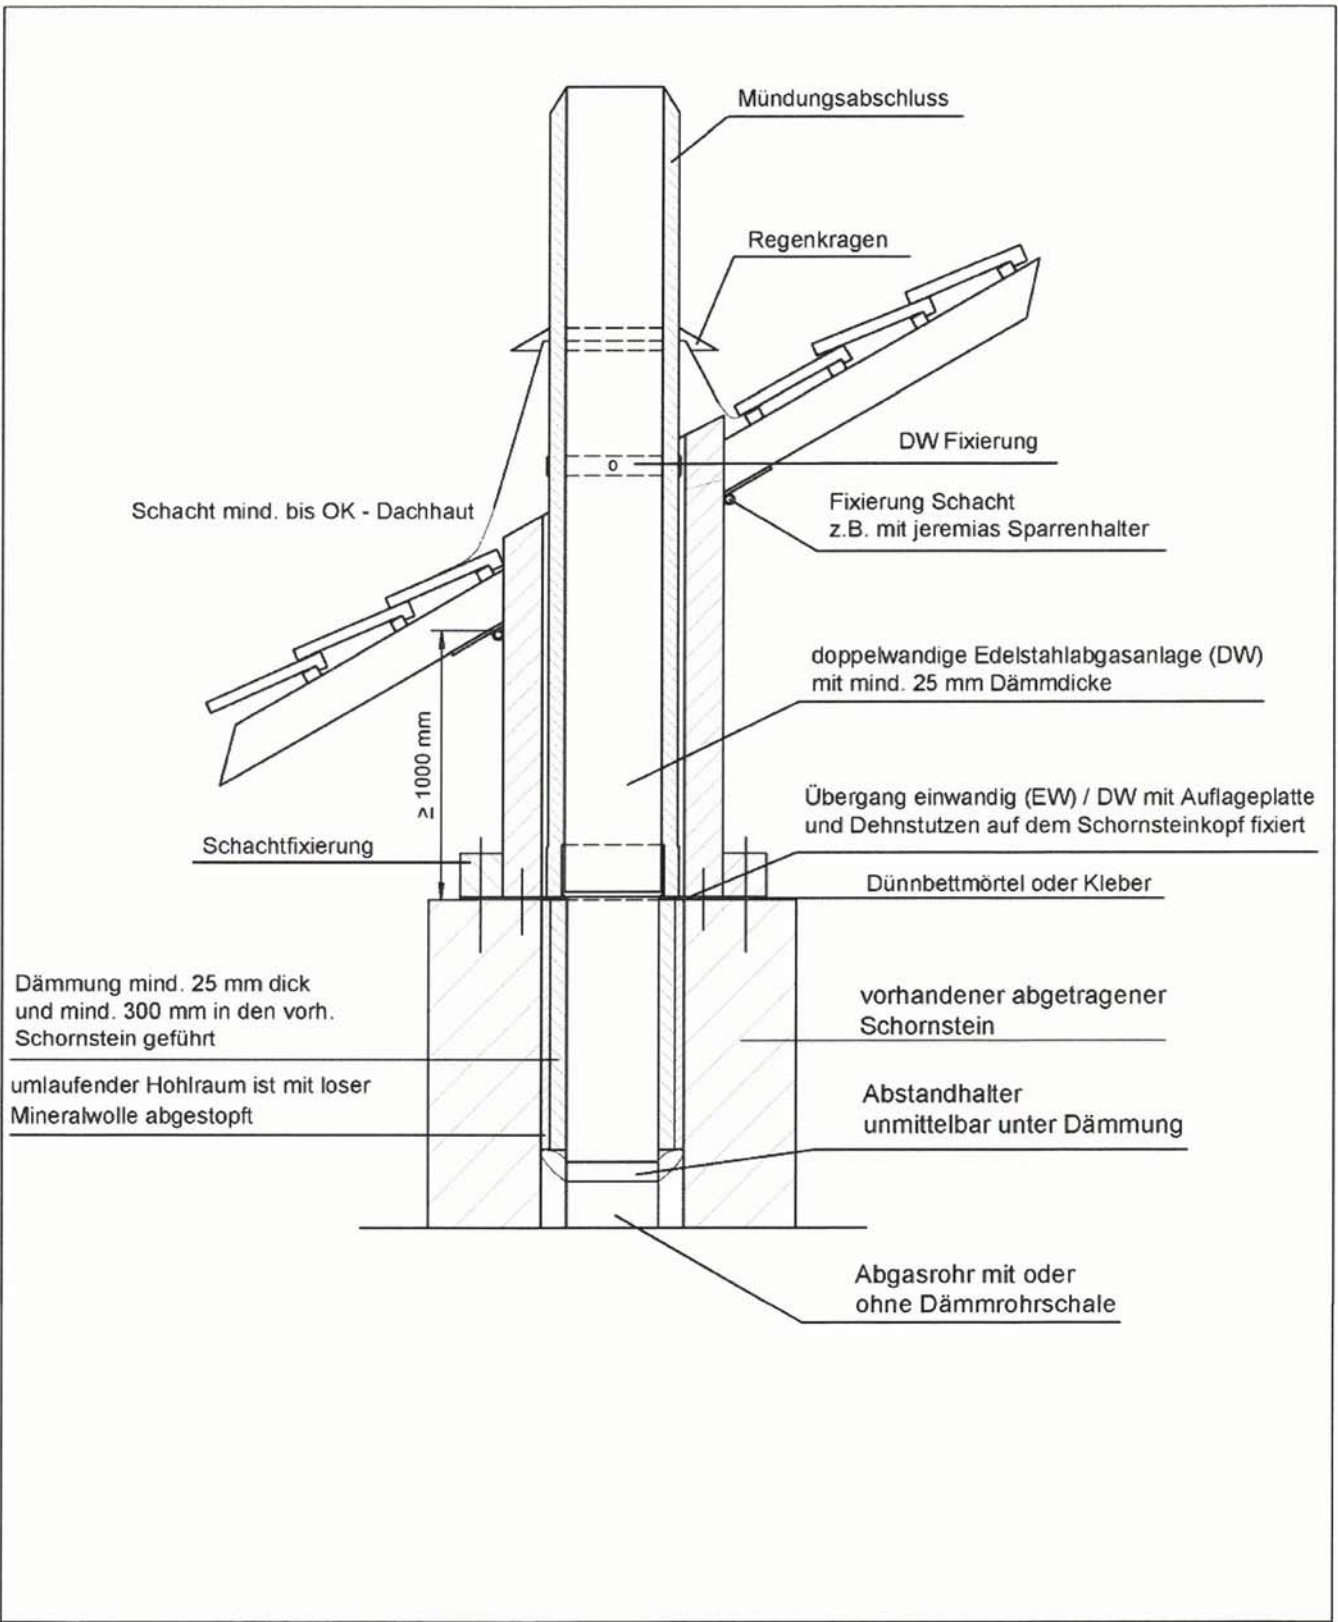 Mündungsabschluss
Regenkragen
DW Fixierung
Schacht mind. bis OK - Dachhaut
Fixierung Schacht
z.B. mit jeremias Sparrenhalter
doppelwandige Edelstahlabgasanlage (DW)
mit mind. 25 mm Dämmdicke
≥ 1000 mm
Übergang einwandig (EW) / DW mit Auflageplatte
und Dehnstutzen auf dem Schornsteinkopf fixiert
Schachtfixierung
Dünnbettmörtel oder Kleber
Dämmung mind. 25 mm dick
und mind. 300 mm in den vorh.
Schornstein geführt
vorhandener abgetragener
Schornstein
umlaufender Hohlraum ist mit loser
Mineralwolle abgestopft
Abstandhalter
unmittelbar unter Dämmung
Abgasrohr mit oder
ohne Dämmrohrschale